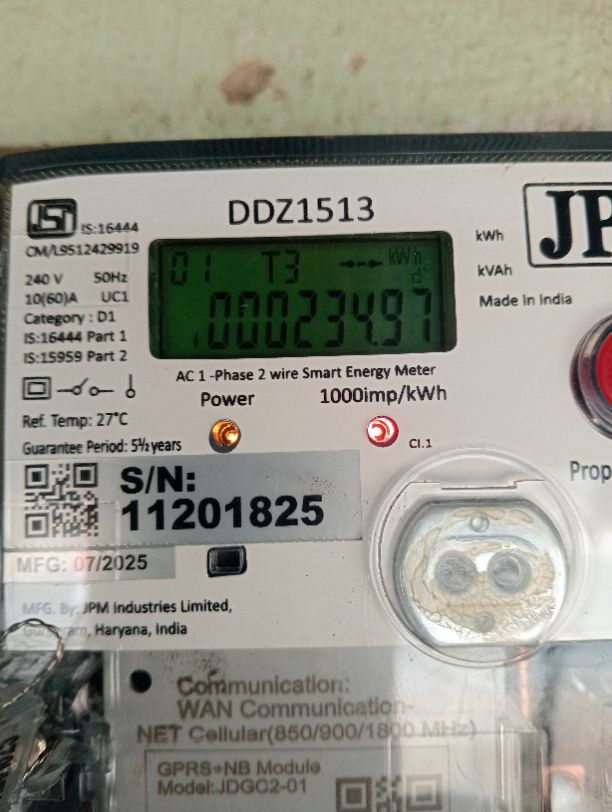 ISI
IS:16444
CM/L9512429919
240 V 50Hz
10(60)A UC1
Category : D1
IS:16444 Part 1
IS:15959 Part 2
Ref. Temp: 27°C
Guarantee Period: 5½ years
DDZ1513
01 T3 kWh
000234.97
kWh
kVAh
JP
Made in India
AC 1 -Phase 2 wire Smart Energy Meter
Power 1000imp/kWh
Cl.1
Prop
S/N:
11201825
MFG: 07/2025
MFG. By: JPM Industries Limited,
Haryana, India
Communication:
WAN Communication-
NET Cellular(850/900/1800 MHz)
GPRS+NB Module
Model:JDGC2-01